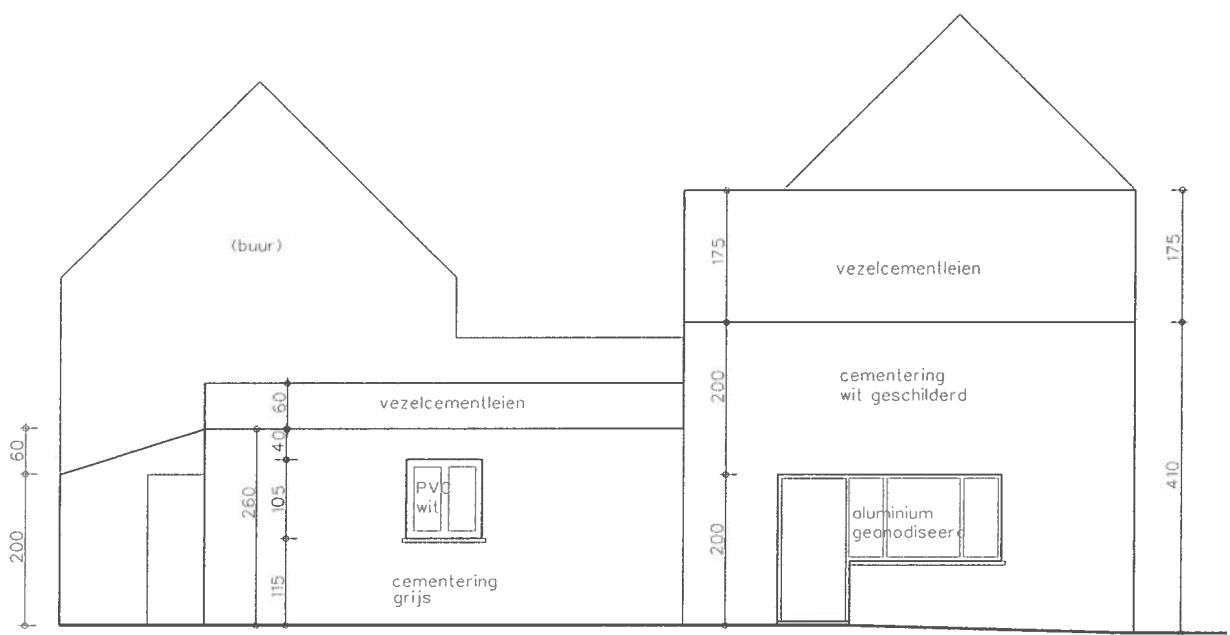 (buur)
175
vezelcementleien
175
cementering
wit geschilderd
200
60
vezelcementleien
60
40
PVC
wit
105
260
200
115
cementering
grijs
aluminium
geanodiseerd
200
410